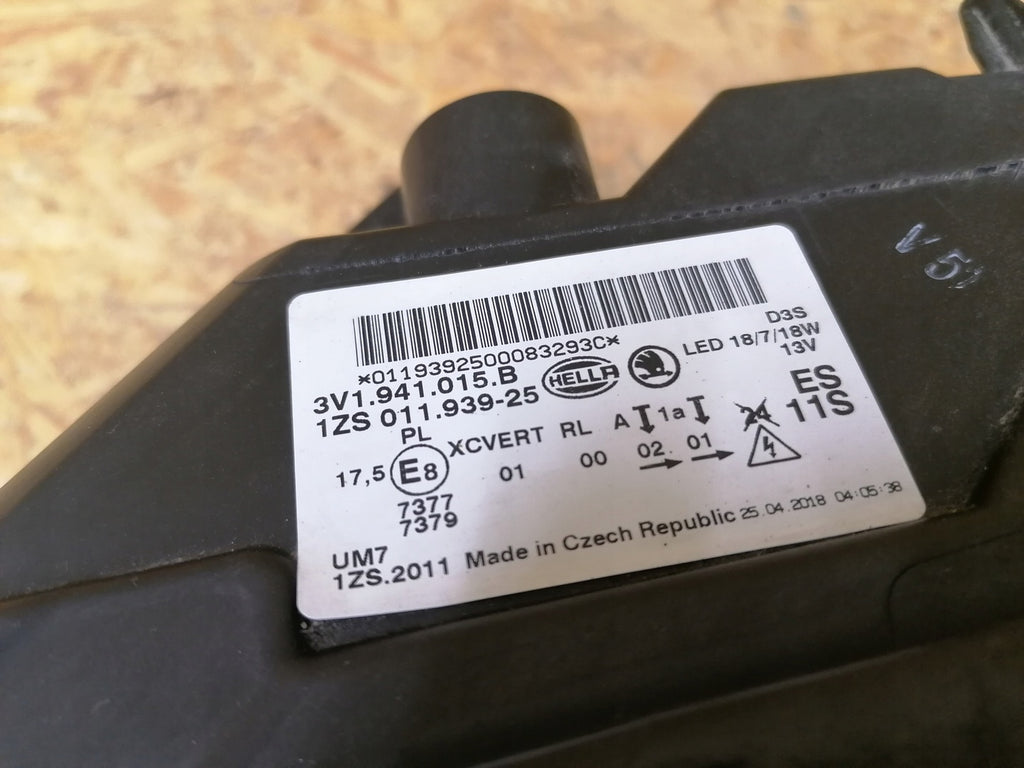 *0119392500083293C*
3V1.941.015.B
1ZS 011.939-25
HELLA
D3S
LED 18/7/18W
13V
ES
11S
24
PL
17,5 E8 XCVERT RL A 1a
01 00 02 01
7377
7379
UM7
1ZS.2011 Made in Czech Republic 25.04.2018 04:05:38